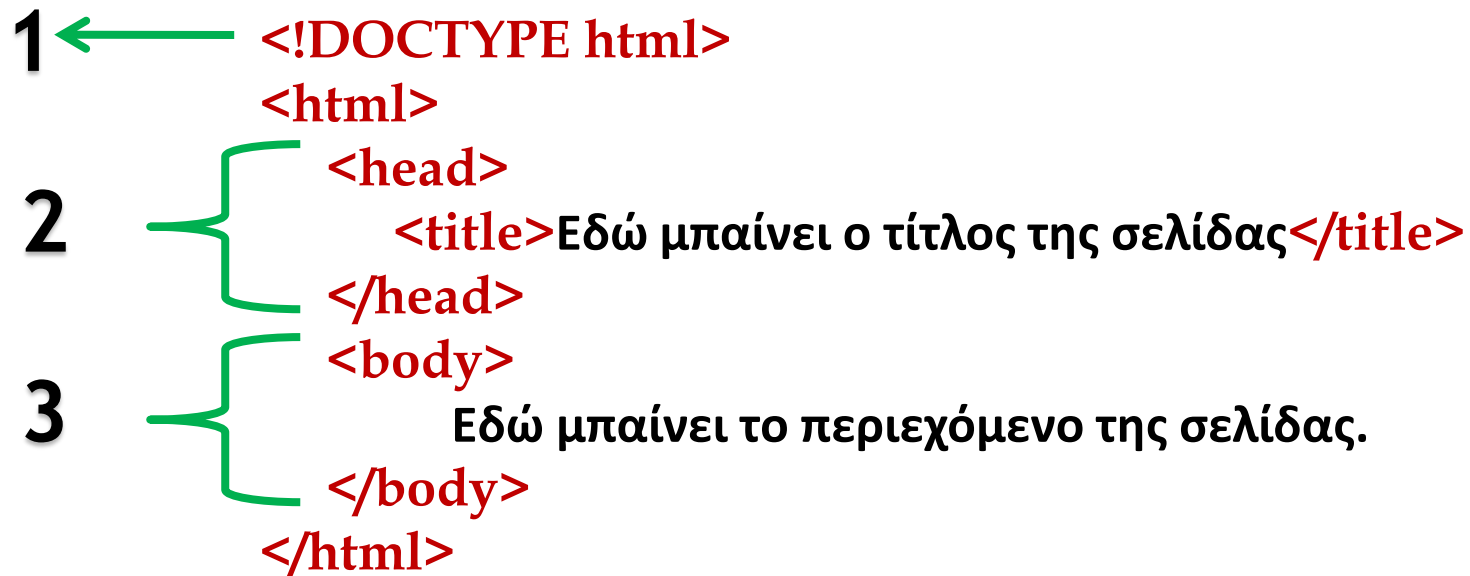 1 <!DOCTYPE html>
<html>
<head>
2 <title>Εδώ μπαίνει ο τίτλος της σελίδας</title>
</head>
<body>
3 Εδώ μπαίνει το περιεχόμενο της σελίδας.
</body>
</html>